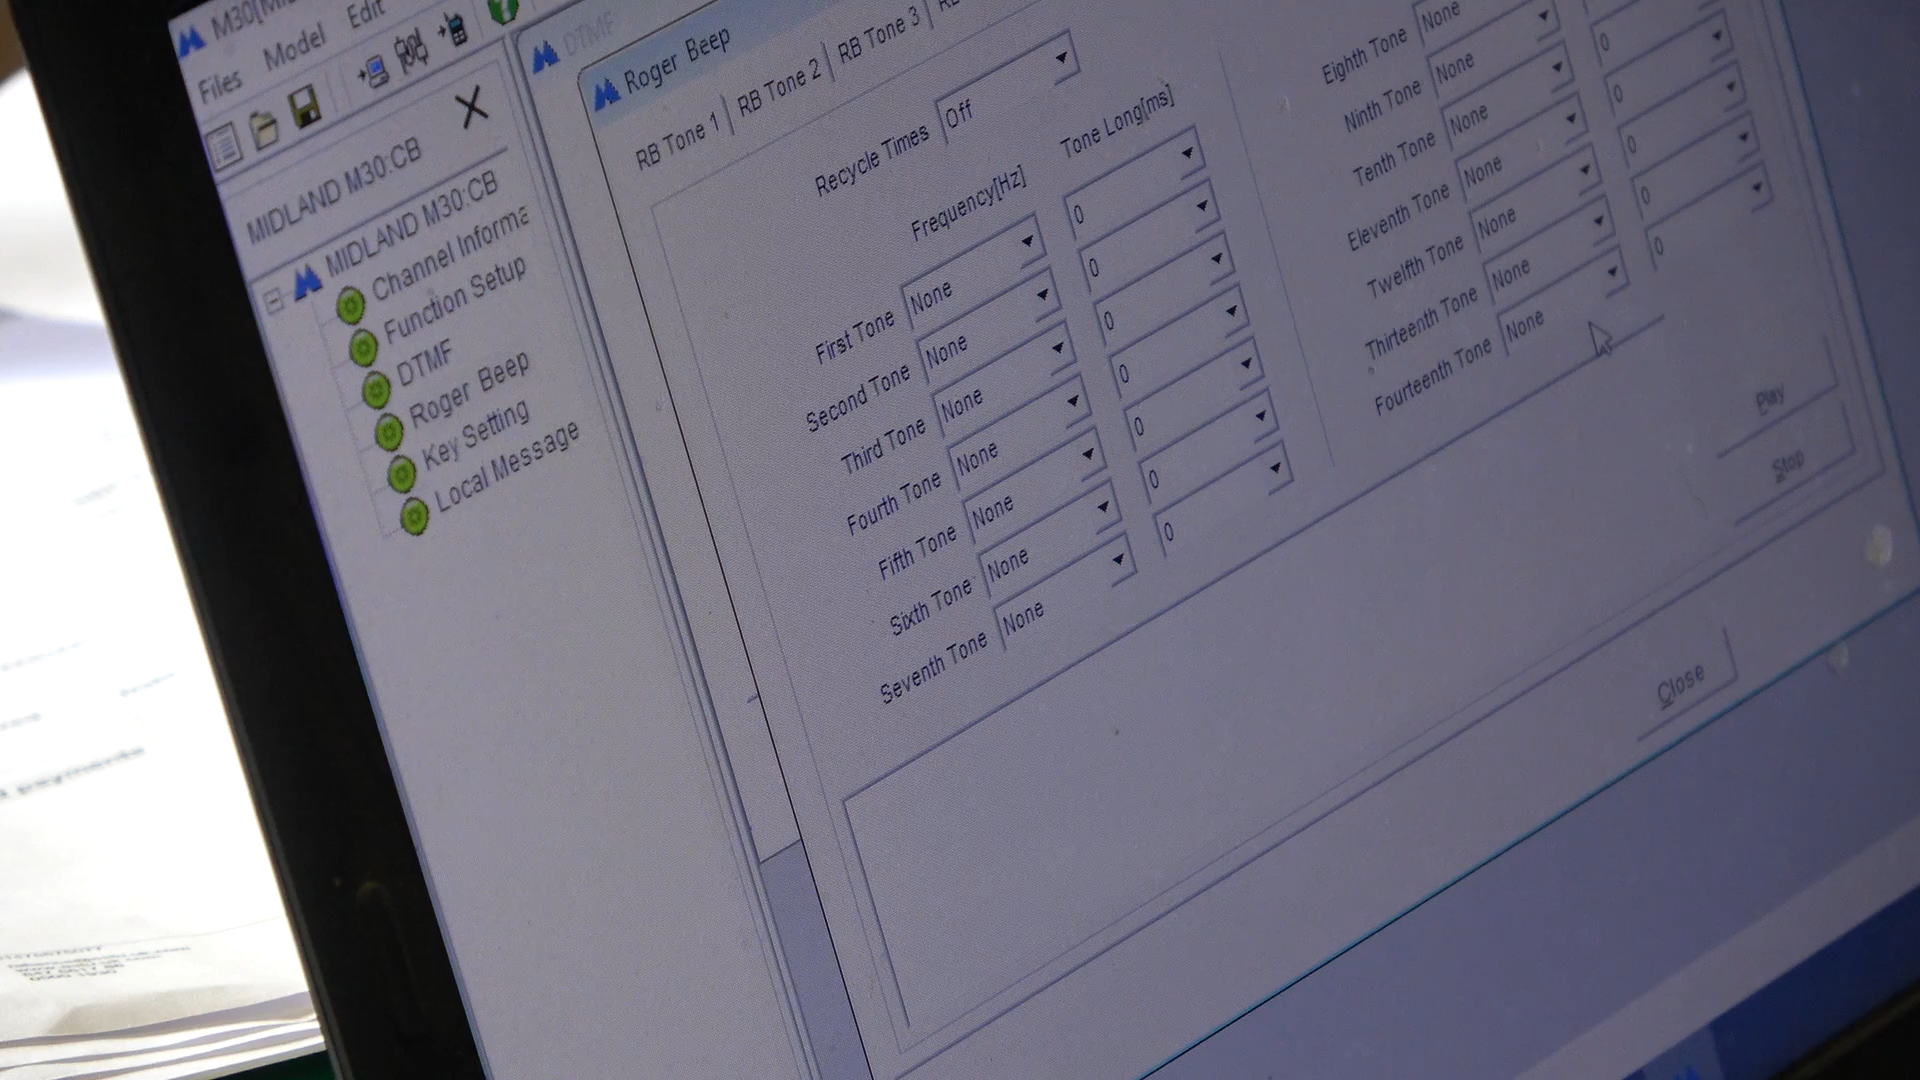 M30[MI
Files Model Edit
MIDLAND M30:CB
MIDLAND M30:CB
Channel Informa
Function Setup
DTMF
Roger Beep
Key Setting
Local Message
DTMF
Roger Beep
RB Tone 1 RB Tone 2 RB Tone 3
Recycle Times Off
Frequency[Hz] Tone Long[ms]
First Tone None 0
Second Tone None 0
Third Tone None 0
Fourth Tone None 0
Fifth Tone None 0
Sixth Tone None 0
Seventh Tone None 0
Eighth Tone None
Ninth Tone None 0
Tenth Tone None 0
Eleventh Tone None 0
Twelfth Tone None 0
Thirteenth Tone None 0
Fourteenth Tone None
Play
Stop
Close
payments